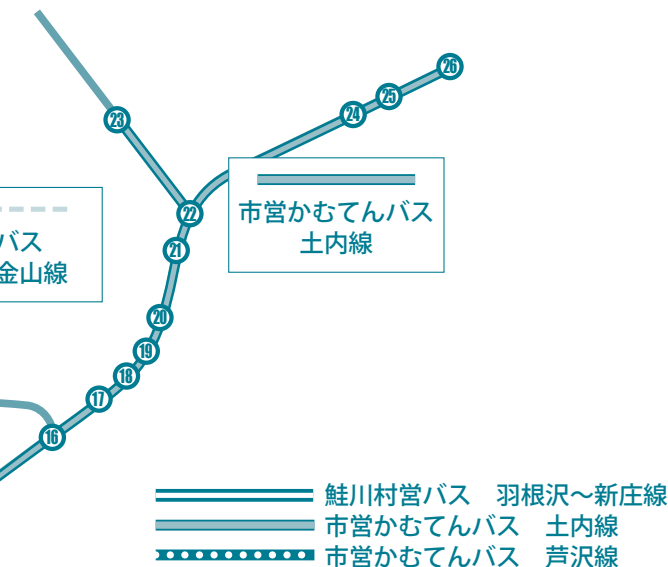 26
25
24
23
22
市営かむてんバス
土内線
バス
金山線
21
20
19
18
17
16
鮭川村営バス　羽根沢～新庄線
市営かむてんバス　土内線
市営かむてんバス　芦沢線